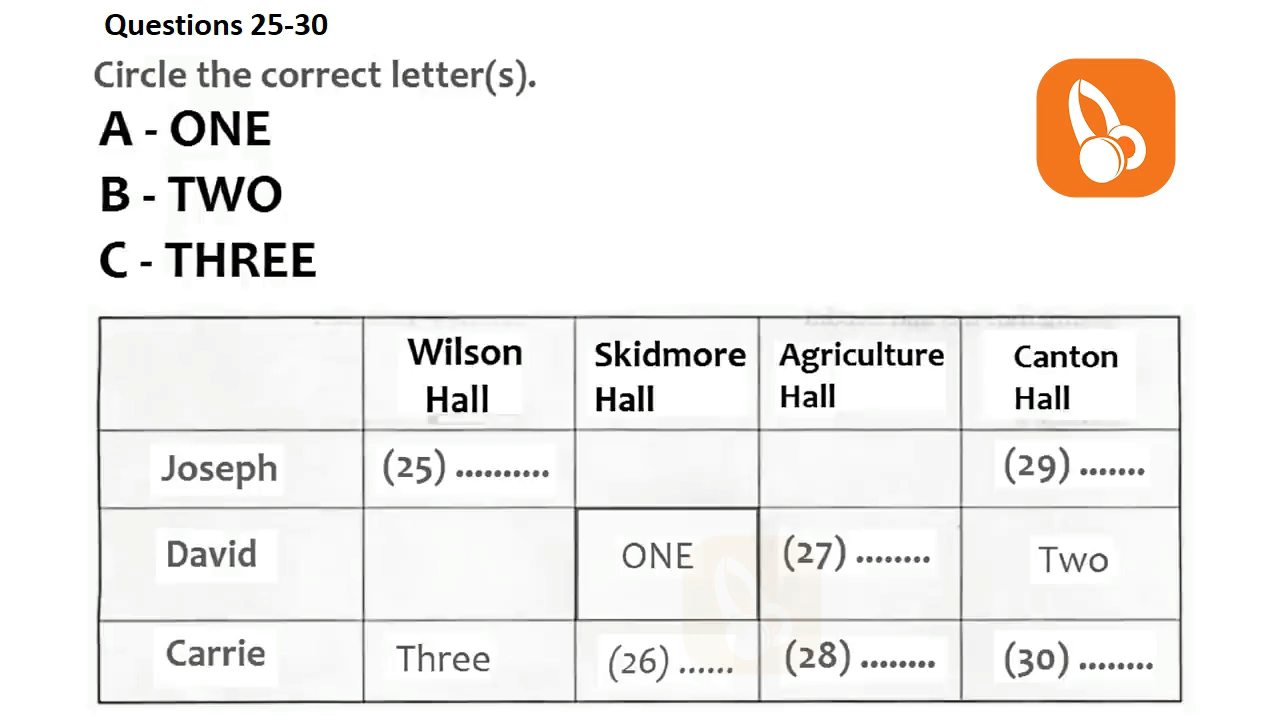 Questions 25-30
Circle the correct letter(s).
A - ONE
B - TWO
C - THREE
Wilson Hall
Skidmore Hall
Agriculture Hall
Canton Hall
Joseph (25) .......... (29) .......
David ONE (27) ........ Two
Carrie Three (26) ...... (28) ........ (30) ........